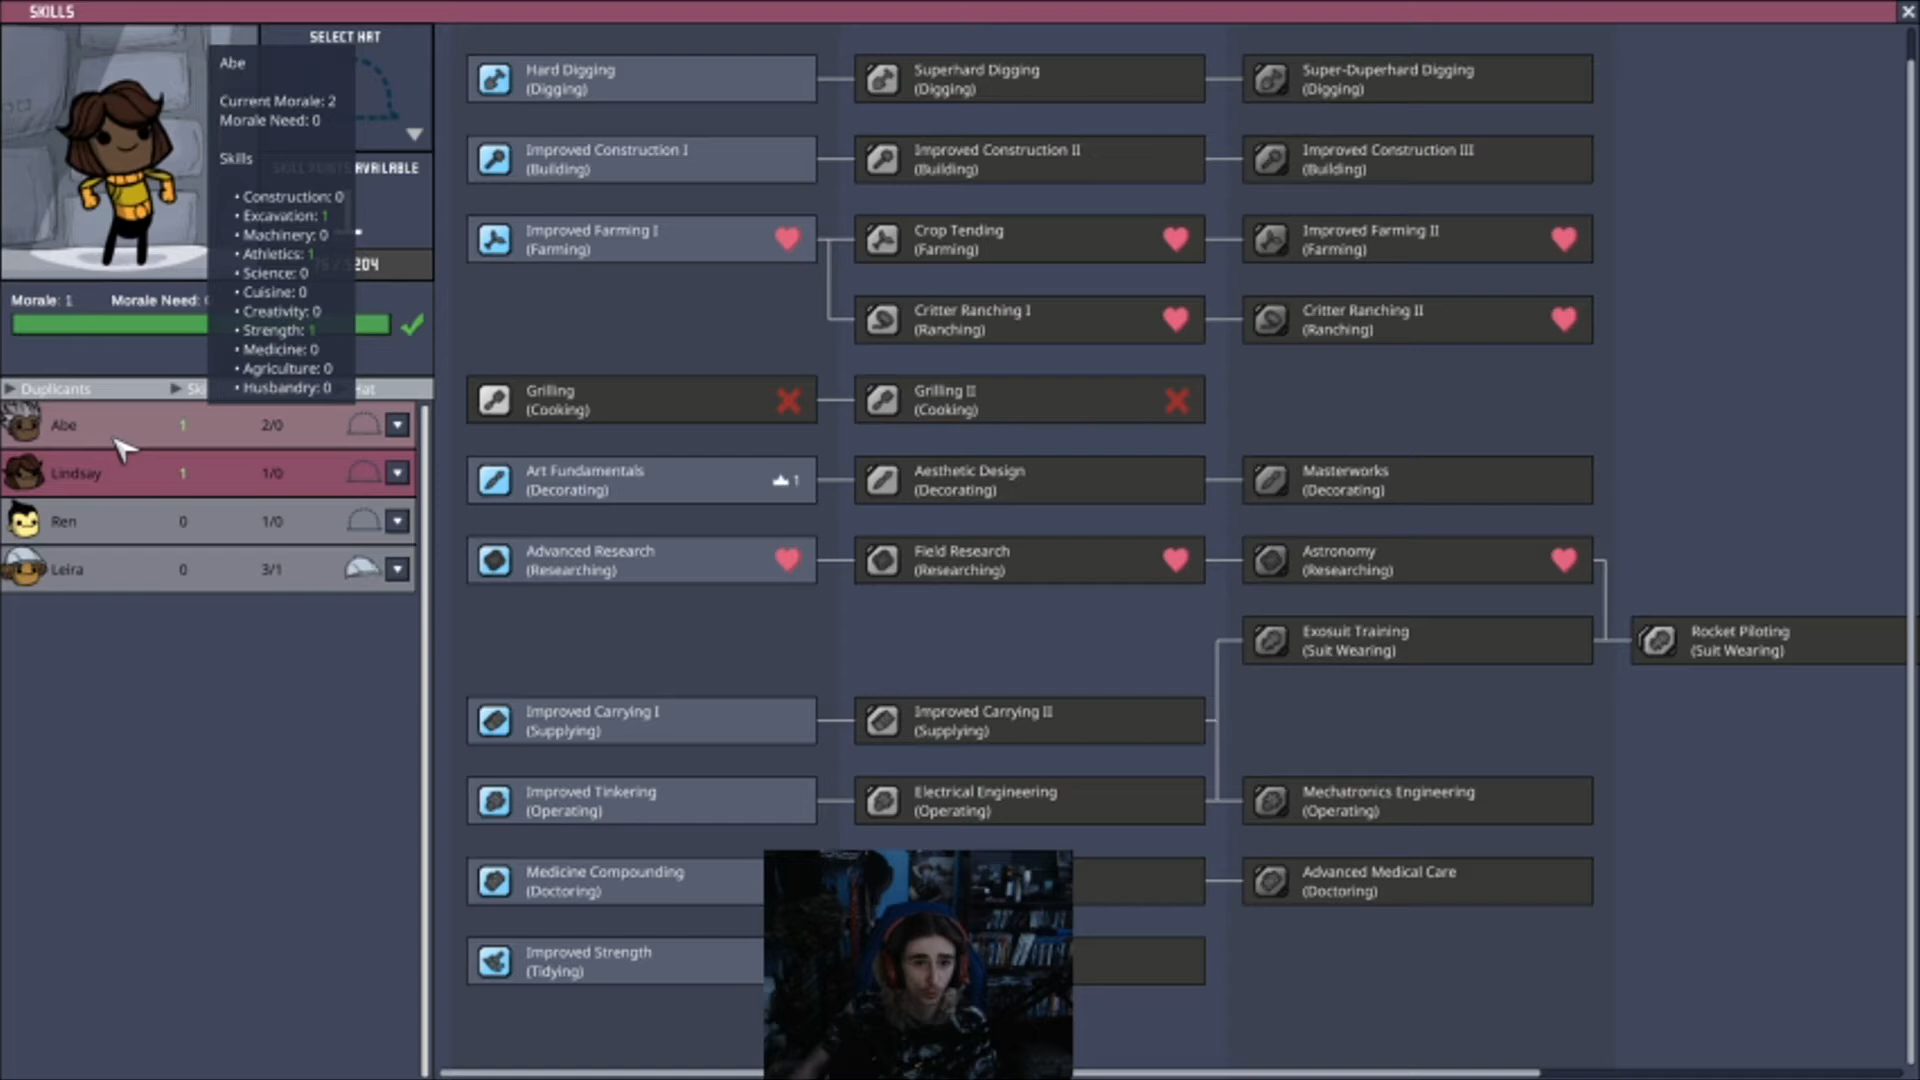 SKILLS
SELECT HAT
Abe
Current Morale: 2
Morale Need: 0
Skills
AVAILABLE
• Construction: 0
• Excavation: 1
• Machinery: 0
• Athletics: 1
• Science: 0
• Cuisine: 0
• Creativity: 0
• Strength: 1
• Medicine: 0
• Agriculture: 0
• Husbandry: 0
Morale: 1
Morale Need:
Duplicants
Abe 1 2/0
Lindsay 1 1/0
Ren 0 1/0
Leira 0 3/1
Hard Digging
(Digging)
Superhard Digging
(Digging)
Super-Duperhard Digging
(Digging)
Improved Construction I
(Building)
Improved Construction II
(Building)
Improved Construction III
(Building)
Improved Farming I
(Farming)
Crop Tending
(Farming)
Improved Farming II
(Farming)
Critter Ranching I
(Ranching)
Critter Ranching II
(Ranching)
Grilling
(Cooking)
Grilling II
(Cooking)
Art Fundamentals
(Decorating)
1
Aesthetic Design
(Decorating)
Masterworks
(Decorating)
Advanced Research
(Researching)
Field Research
(Researching)
Astronomy
(Researching)
Exosuit Training
(Suit Wearing)
Rocket Piloting
(Suit Wearing)
Improved Carrying I
(Supplying)
Improved Carrying II
(Supplying)
Improved Tinkering
(Operating)
Electrical Engineering
(Operating)
Mechatronics Engineering
(Operating)
Medicine Compounding
(Doctoring)
Advanced Medical Care
(Doctoring)
Improved Strength
(Tidying)